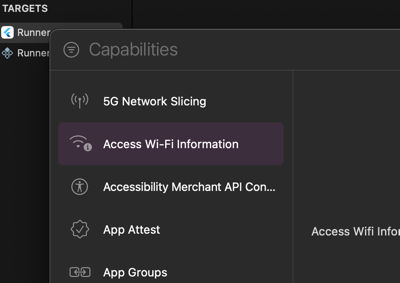 TARGETS
Runner
Runner
Capabilities
5G Network Slicing
Access Wi-Fi Information
Accessibility Merchant API Con...
App Attest
Access Wifi Infor
App Groups